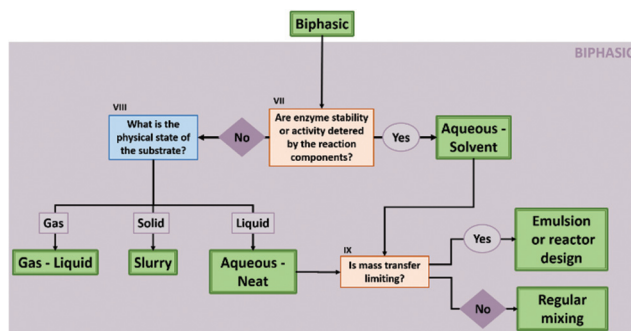 Biphasic
BIPHASIC
VIII
What is the
physical state of
the substrate?
No
VII
Are enzyme stability
or activity detered
by the reaction
components?
Yes
Aqueous -
Solvent
Gas
Solid
Liquid
Gas - Liquid
Slurry
Aqueous -
Neat
IX
Is mass transfer
limiting?
Yes
Emulsion
or reactor
design
No
Regular
mixing